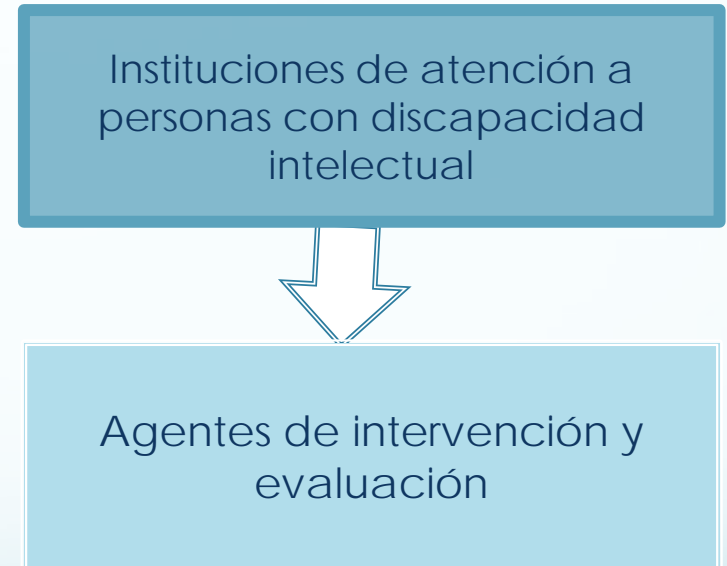 Instituciones de atención a
personas con discapacidad
intelectual
Agentes de intervención y
evaluación